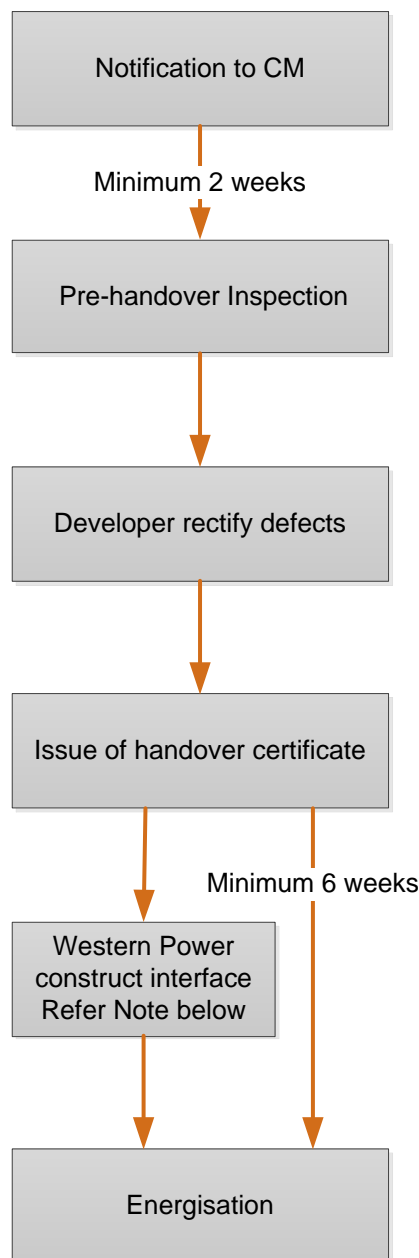 Notification to CM
Minimum 2 weeks
Pre-handover Inspection
Developer rectify defects
Issue of handover certificate
Minimum 6 weeks
Western Power
construct interface
Refer Note below
Energisation